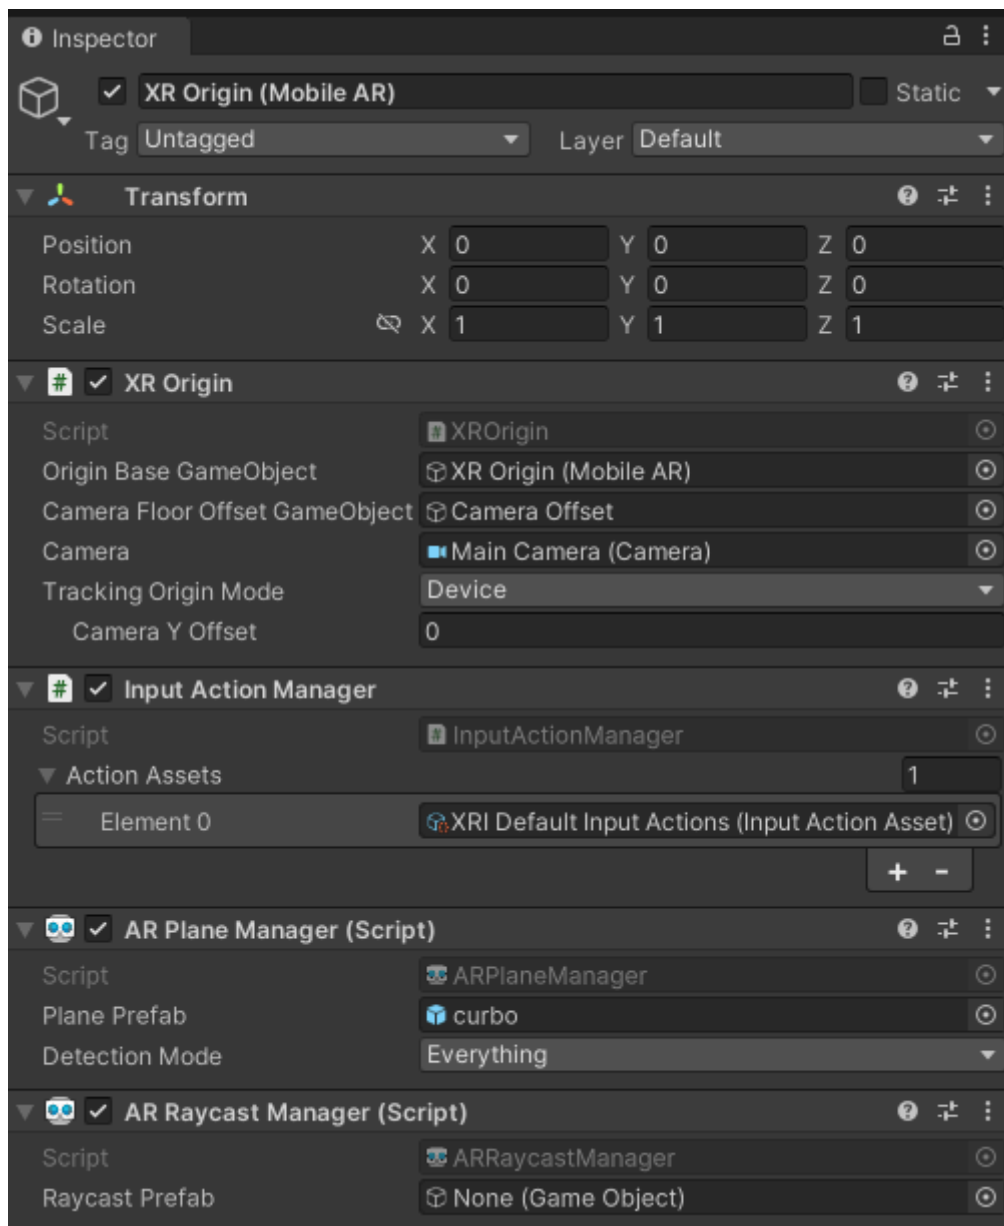 Inspector
XR Origin (Mobile AR) Static
Tag Untagged Layer Default
Transform
Position X 0 Y 0 Z 0
Rotation X 0 Y 0 Z 0
Scale X 1 Y 1 Z 1
# XR Origin
Script # XROrigin
Origin Base GameObject XR Origin (Mobile AR)
Camera Floor Offset GameObject Camera Offset
Camera Main Camera (Camera)
Tracking Origin Mode Device
Camera Y Offset 0
# Input Action Manager
Script # InputActionManager
Action Assets 1
Element 0 XRI Default Input Actions (Input Action Asset)
+ -
AR Plane Manager (Script)
Script ARPlaneManager
Plane Prefab curbo
Detection Mode Everything
AR Raycast Manager (Script)
Script ARRaycastManager
Raycast Prefab None (Game Object)